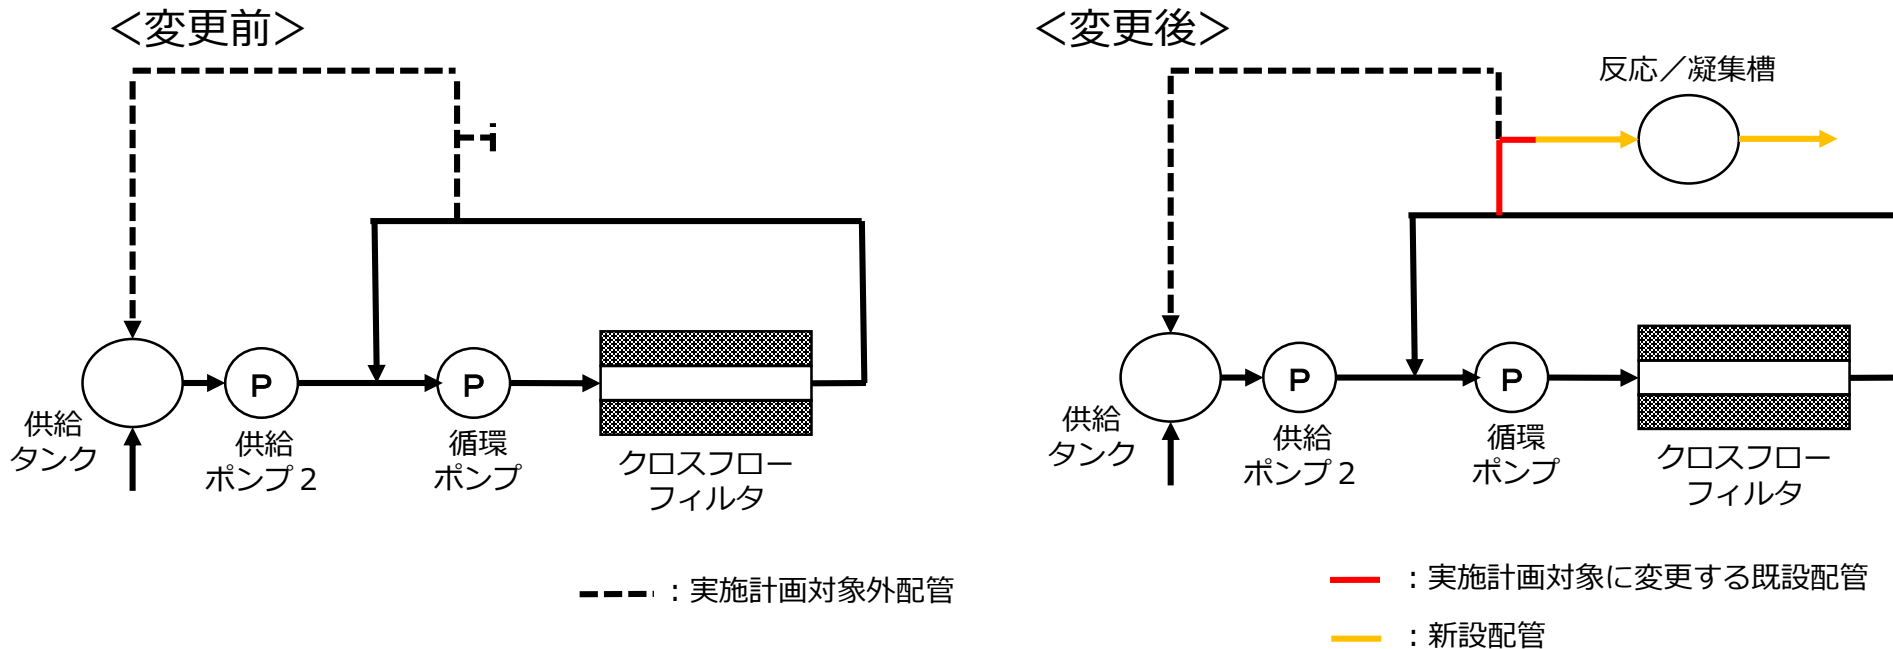 ＜変更前＞
供給
タンク
P
供給
ポンプ２
P
循環
ポンプ
クロスフロー
フィルタ
：実施計画対象外配管
＜変更後＞
反応／凝集槽
供給
タンク
P
供給
ポンプ２
P
循環
ポンプ
クロスフロー
フィルタ
：実施計画対象に変更する既設配管
：新設配管